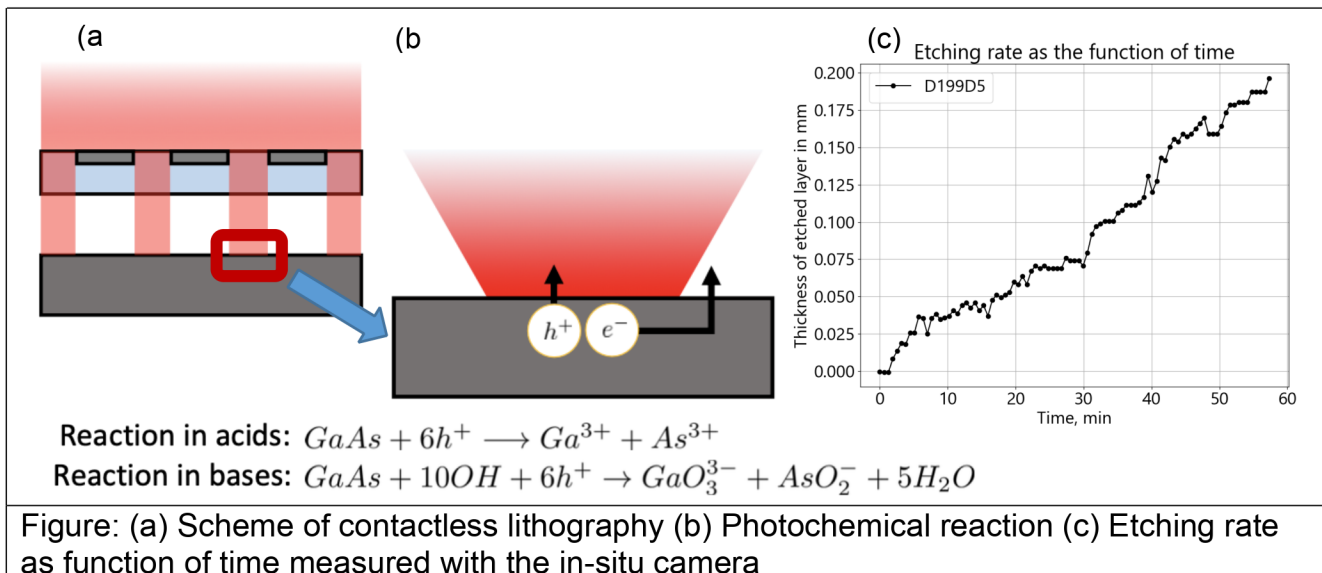 (a
(b)
h⁺
e⁻
(c)
Etching rate as the function of time
D199D5
Thickness of etched layer in mm
0.200
0.175
0.150
0.125
0.100
0.075
0.050
0.025
0.000
0 10 20 30 40 50 60
Time, min
Reaction in acids: GaAs + 6h⁺ ⟶ Ga³⁺ + As³⁺
Reaction in bases: GaAs + 10OH + 6h⁺ → GaO₃³⁻ + AsO₂⁻ + 5H₂O
Figure: (a) Scheme of contactless lithography (b) Photochemical reaction (c) Etching rate
as function of time measured with the in-situ camera